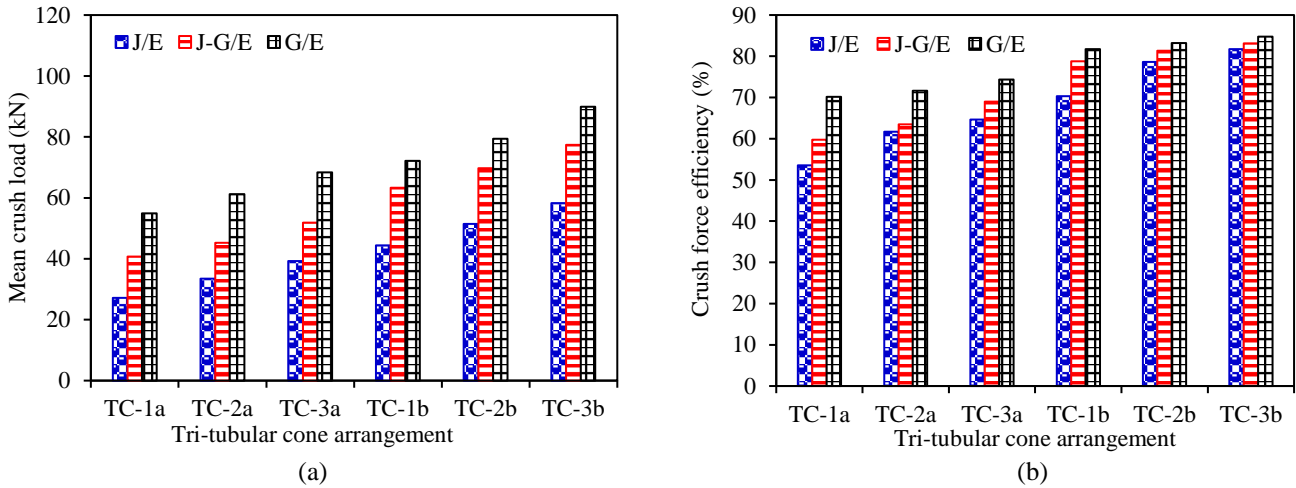 120
100
80
60
40
20
0
Mean crush load (kN)
J/E J-G/E G/E
TC-1a TC-2a TC-3a TC-1b TC-2b TC-3b
Tri-tubular cone arrangement
(a)
90
80
70
60
50
40
30
20
10
0
Crush force efficiency (%)
J/E J-G/E G/E
TC-1a TC-2a TC-3a TC-1b TC-2b TC-3b
Tri-tubular cone arrangement
(b)